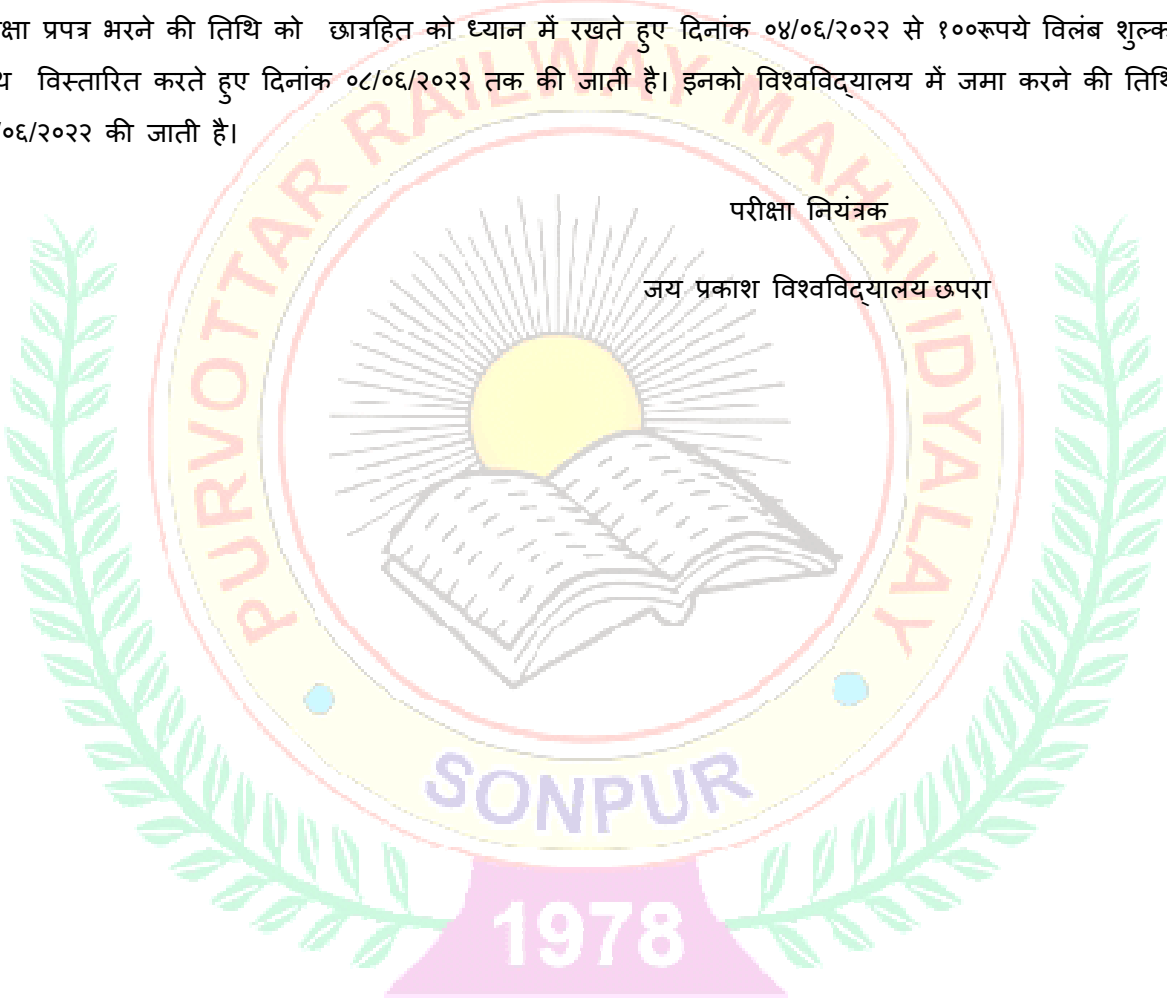 प्रपत्र भरने की तिथि को छात्रहित को ध्यान में रखते हुए दिनांक ०४/०६/२०२२ से १००रूपये विलंब शुल्क
विस्तारित करते हुए दिनांक ०८/०६/२०२२ तक की जाती है। इनको विश्वविद्यालय में जमा करने की
/०६/२०२२ की जाती है।
परीक्षा नियंत्रक
जय प्रकाश विश्वविद्यालय छपरा
PURVOTTAR RAILWAY MAHAVIDYALAY
SONPUR
1978